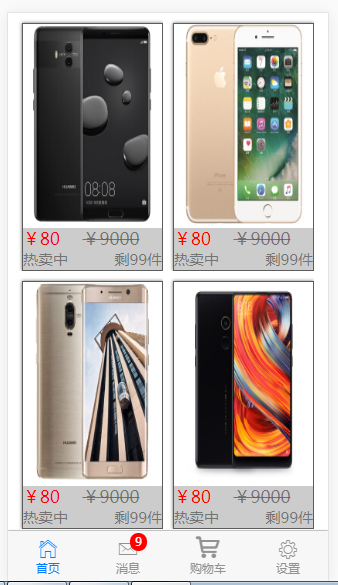 HUAWEI
08:08
iPhone
￥80 ￥9000
热卖中 剩99件
￥80 ￥9000
热卖中 剩99件
HUAWEI
￥80 ￥9000
热卖中 剩99件
￥80 ￥9000
热卖中 剩99件
9
首页 消息 购物车 设置